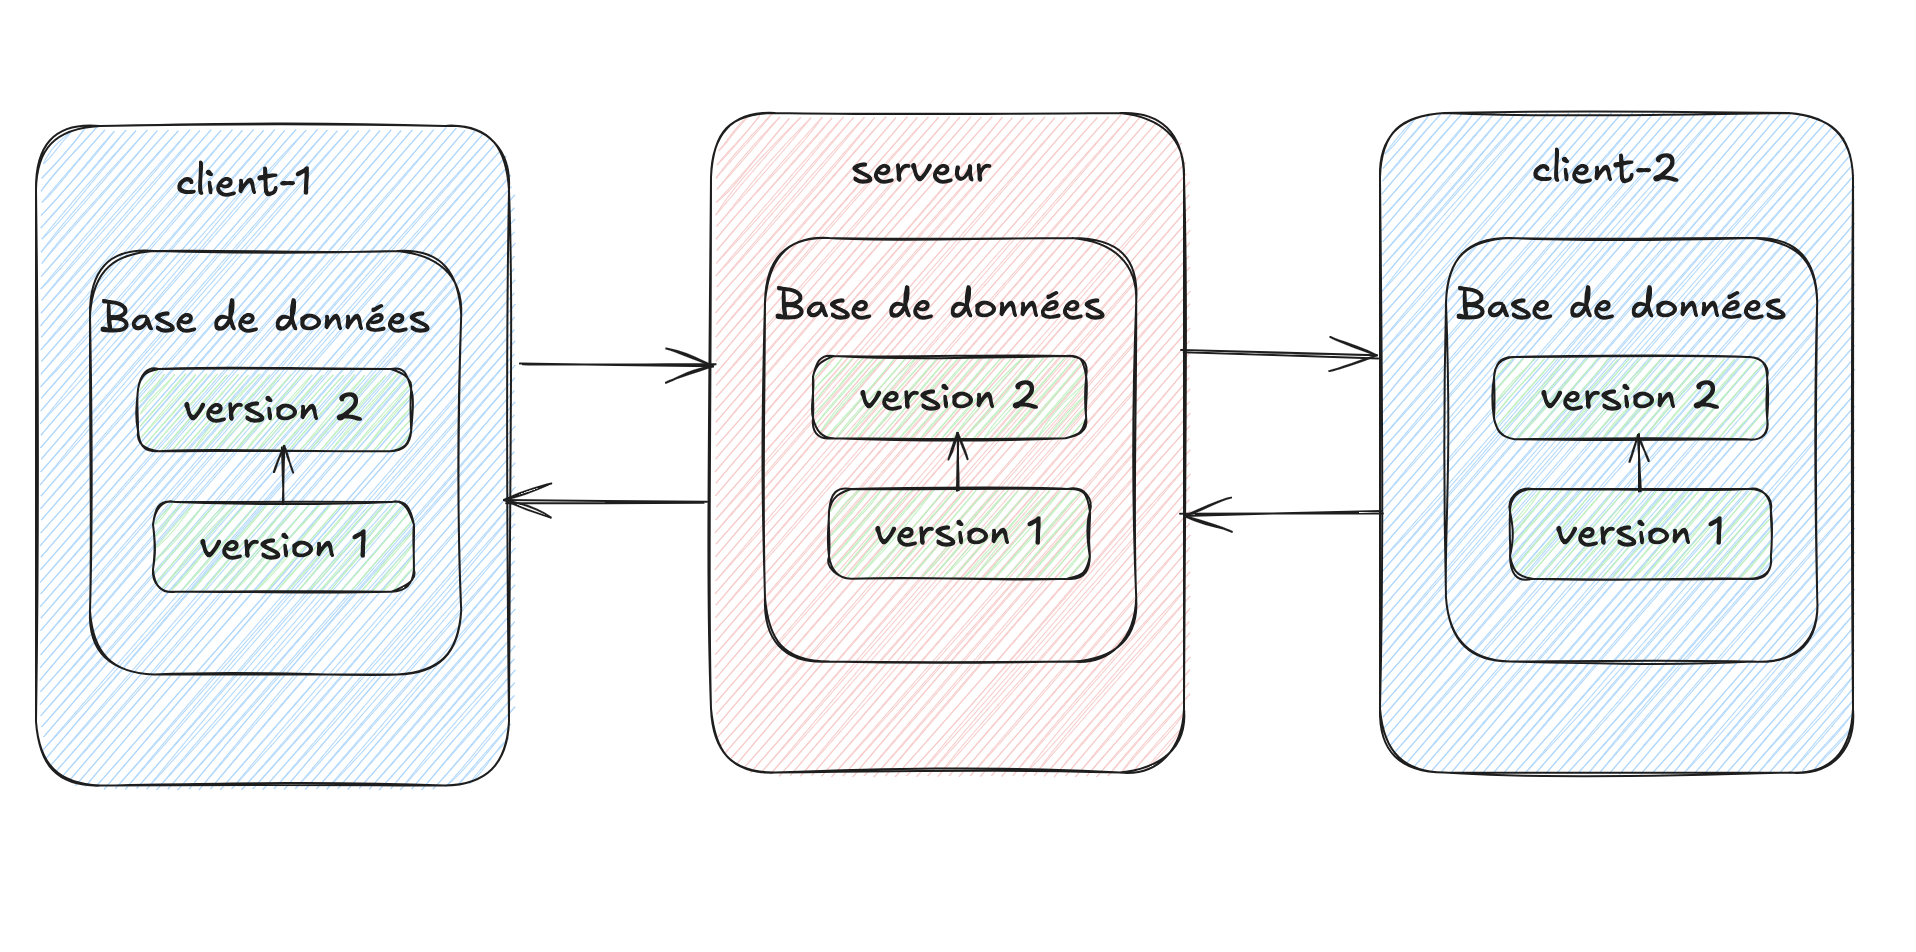 client-1
Base de données
version 2
version 1
serveur
Base de données
version 2
version 1
client-2
Base de données
version 2
version 1